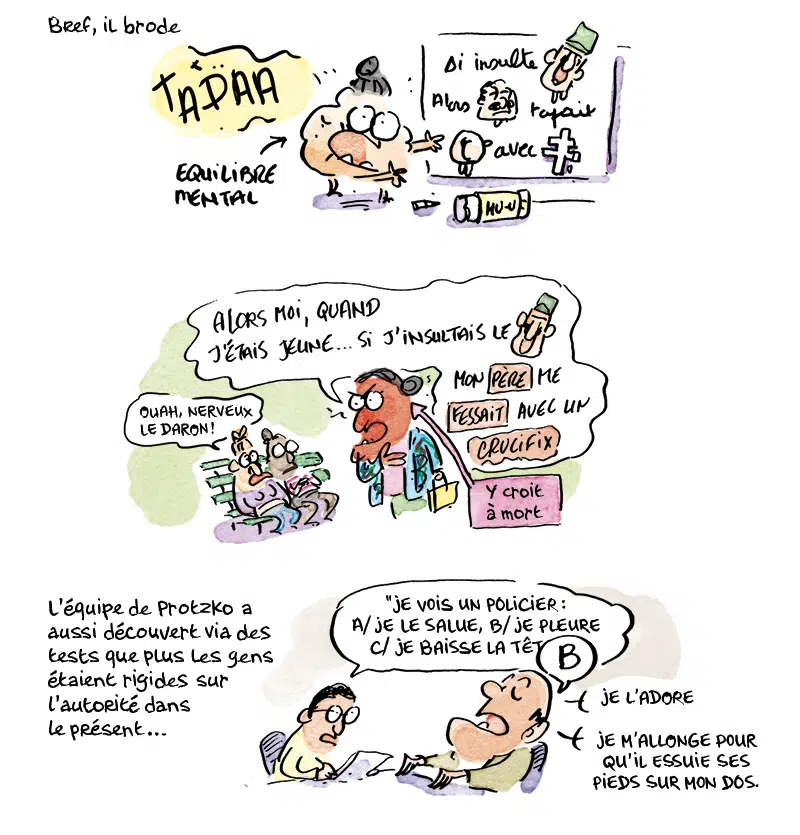 Bref, il brode
TADAA
EQUILIBRE
MENTAL
Si insulte
Alors
tapait
avec
HU-U
ALORS MOI, QUAND
J'ÉTAIS JEUNE... SI J'INSULTAIS LE
MON PÈRE ME
FESSAIT AVEC UN
CRUCIFIX
OUAH, NERVEUX
LE DARON!
Y croit
à mort
L'équipe de Protzko a
aussi découvert via des
tests que plus les gens
étaient rigides sur
l'autorité dans
le présent...
"JE VOIS UN POLICIER:
A/ JE LE SALUE, B/ JE PLEURE
C/ JE BAISSE LA TÊT
B
JE L'ADORE
JE M'ALLONGE POUR
QU'IL ESSUIE SES
PIEDS SUR MON DOS.